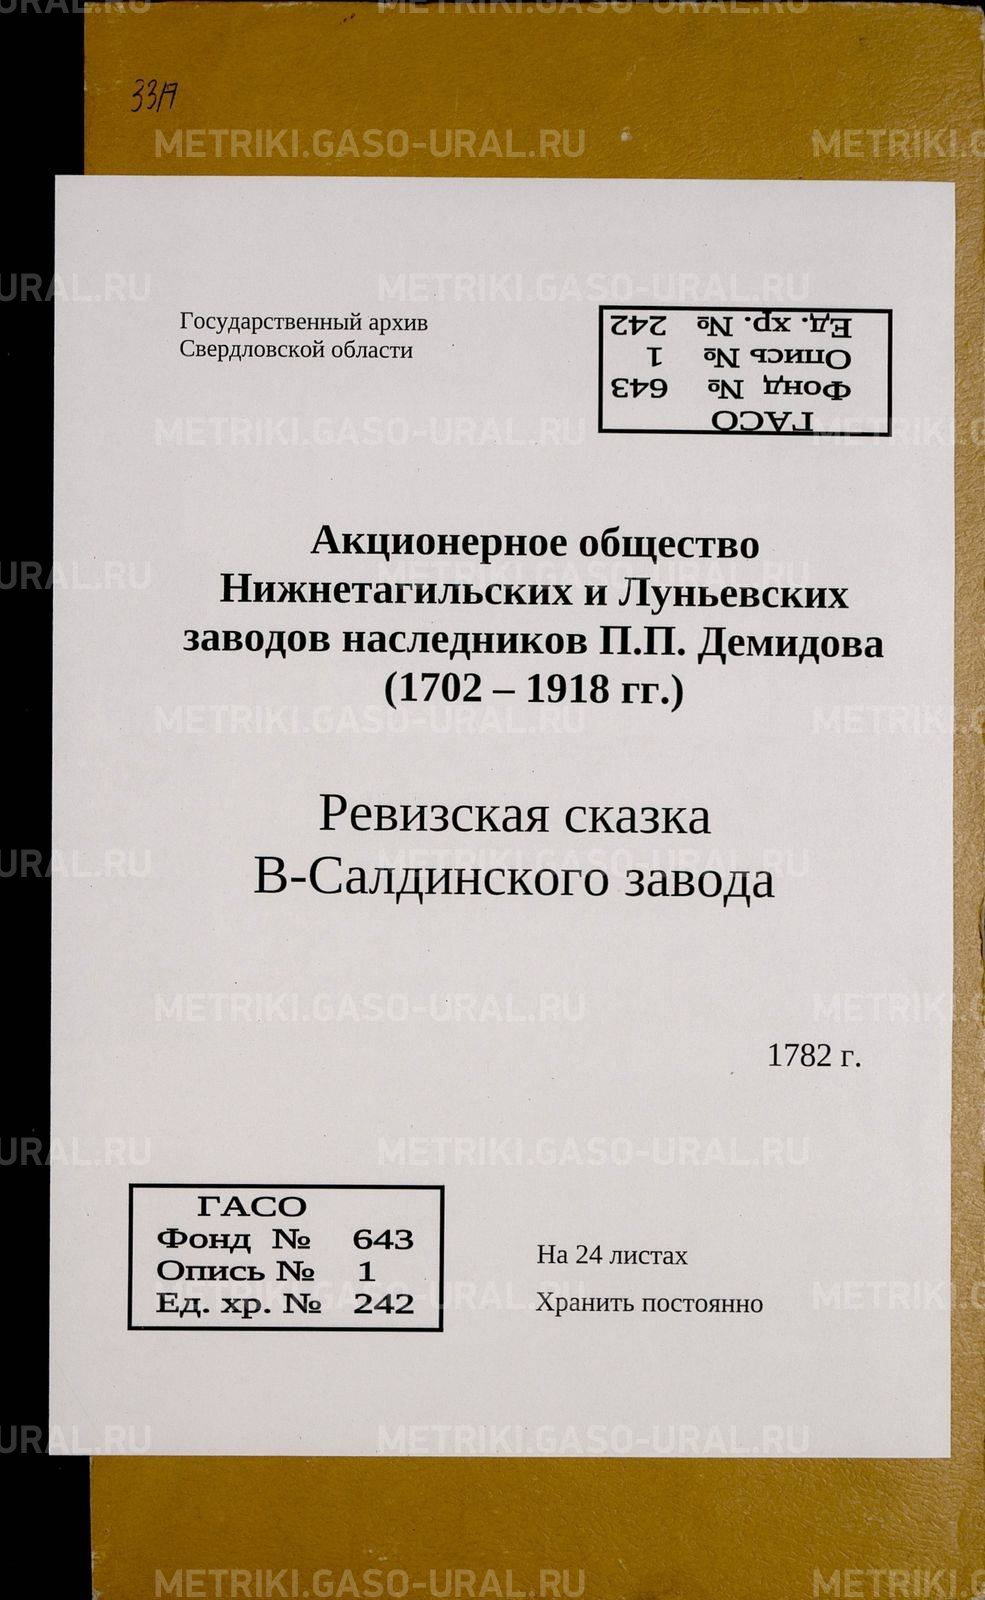 Государственный архив
Свердловской области
ГАСО
Фонд № 643
Опись № 1
Ед. хр. № 242
Акционерное общество
Нижнетагильских и Луньевских
заводов наследников П.П. Демидова
(1702 – 1918 гг.)
Ревизская сказка
В-Салдинского завода
1782 г.
ГАСО
Фонд № 643
Опись № 1
Ед. хр. № 242
На 24 листах
Хранить постоянно
METRIKI.GASO-URAL.RU